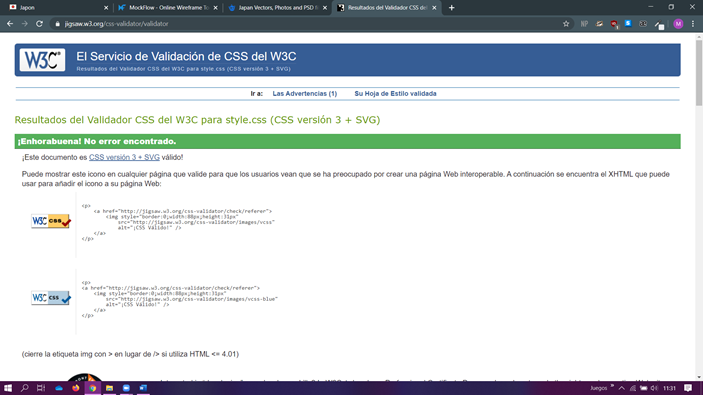 Japon
MockFlow - Online Wireframe To
Japan Vectors, Photos and PSD f
Resultados del Validador CSS del
jigsaw.w3.org/css-validator/validator
W3C
El Servicio de Validación de CSS del W3C
Resultados del Validador CSS del W3C para style.css (CSS versión 3 + SVG)
Ir a: Las Advertencias (1) Su Hoja de Estilo validada
Resultados del Validador CSS del W3C para style.css (CSS versión 3 + SVG)
¡Enhorabuena! No error encontrado.
¡Este documento es CSS versión 3 + SVG válido!
Puede mostrar este icono en cualquier página que valide para que los usuarios vean que se ha preocupado por crear una página Web interoperable. A continuación se encuentra el XHTML que puede
usar para añadir el icono a su página Web:
W3C CSS
<p>
<a href="http://jigsaw.w3.org/css-validator/check/referer">
<img style="border:0;width:88px;height:31px"
src="http://jigsaw.w3.org/css-validator/images/vcss"
alt="¡CSS Válido!" />
</a>
</p>
W3C CSS
<p>
<a href="http://jigsaw.w3.org/css-validator/check/referer">
<img style="border:0;width:88px;height:31px"
src="http://jigsaw.w3.org/css-validator/images/vcss-blue"
alt="¡CSS Válido!" />
</a>
</p>
(cierre la etiqueta img con > en lugar de /> si utiliza HTML <= 4.01)
Juegos
11:31